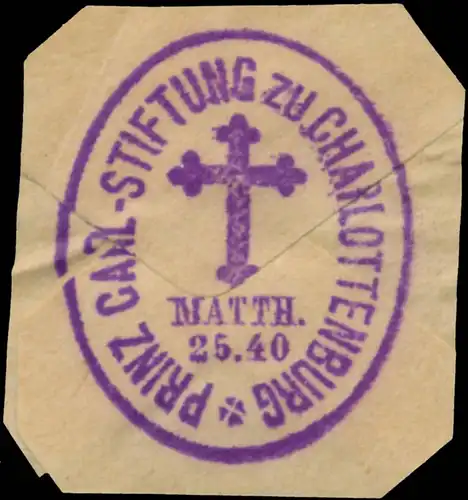 PRINZ CARL-STIFTUNG ZU CHARLOTTENBURG
MATTH.
25.40